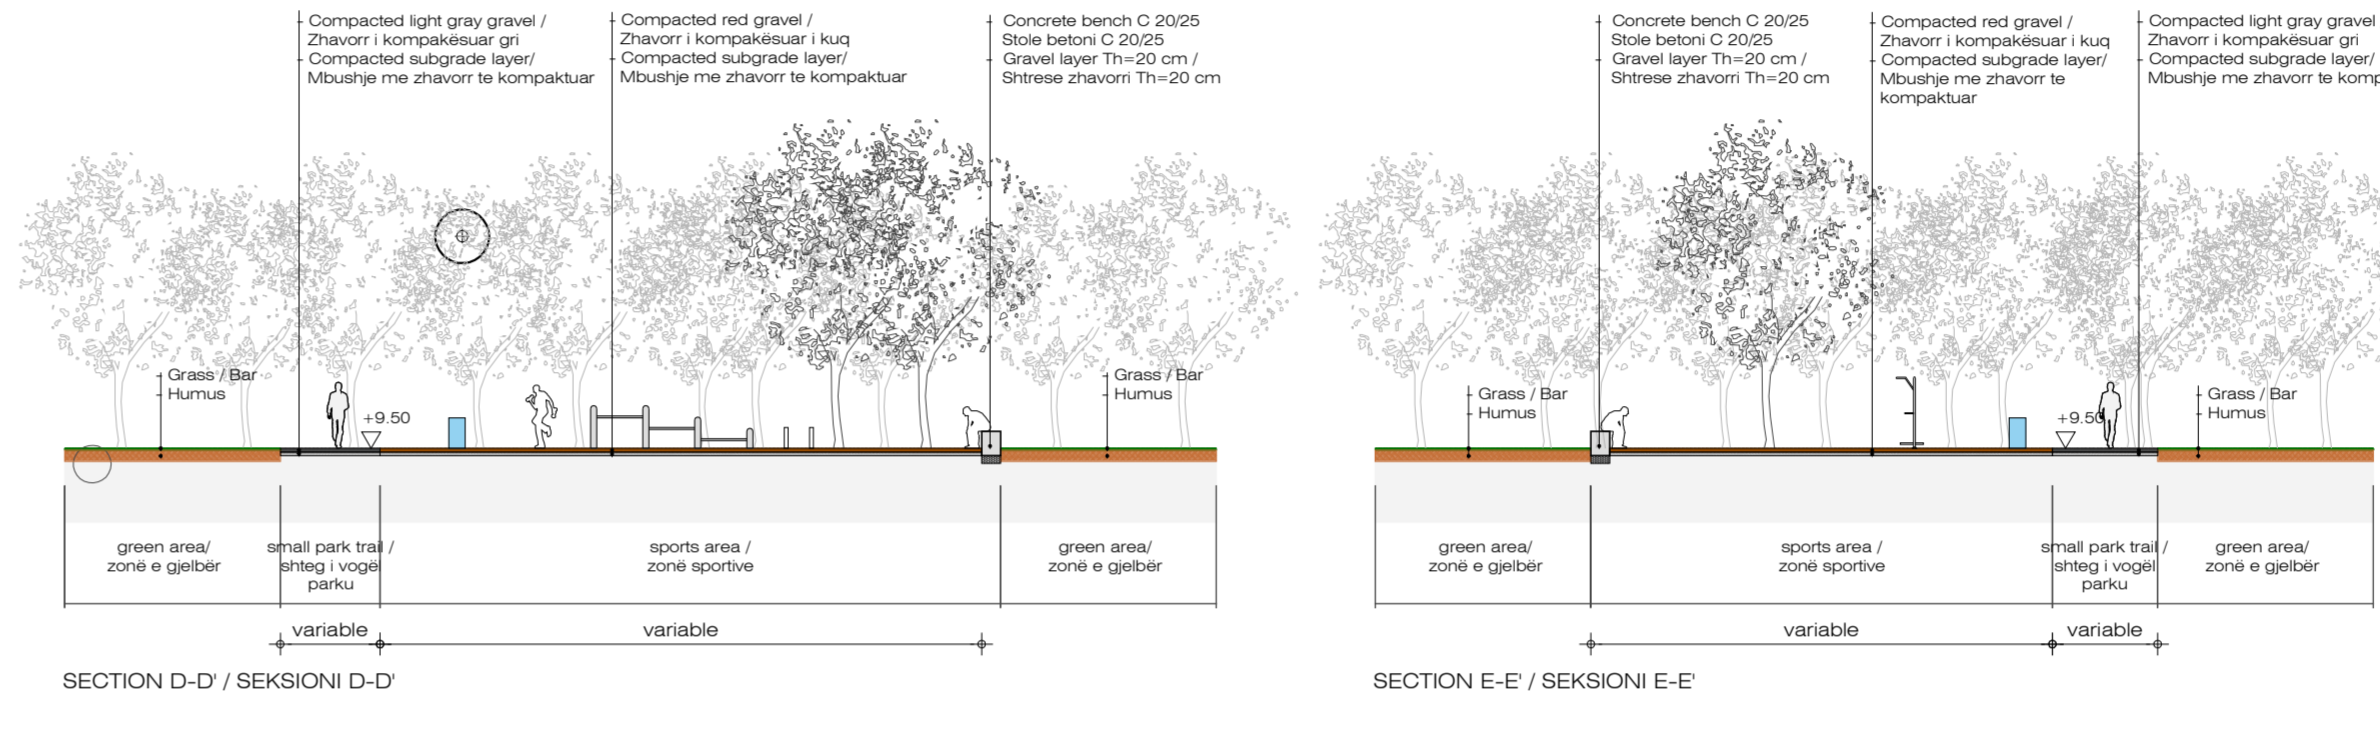 Compacted light gray gravel /
Zhavorr i kompakësuar gri
Compacted subgrade layer/
Mbushje me zhavorr te kompaktuar
Compacted red gravel /
Zhavorr i kompakësuar i kuq
Compacted subgrade layer/
Mbushje me zhavorr te kompaktuar
Concrete bench C 20/25
Stole betoni C 20/25
Gravel layer Th=20 cm /
Shtrese zhavorri Th=20 cm
Grass / Bar
Humus
+9.50
Grass / Bar
Humus
green area/
zonë e gjelbër
small park trail /
shteg i vogël
parku
sports area /
zonë sportive
green area/
zonë e gjelbër
variable
variable
SECTION D-D' / SEKSIONI D-D'
Concrete bench C 20/25
Stole betoni C 20/25
Gravel layer Th=20 cm /
Shtrese zhavorri Th=20 cm
Compacted red gravel /
Zhavorr i kompakësuar i kuq
Compacted subgrade layer/
Mbushje me zhavorr te
kompaktuar
Compacted light gray gravel
Zhavorr i kompakësuar gri
Compacted subgrade layer/
Mbushje me zhavorr te
Grass / Bar
Humus
+9.50
Grass / Bar
Humus
green area/
zonë e gjelbër
sports area /
zonë sportive
small park trail /
shteg i vogël
parku
green area/
zonë e gjelbër
variable
variable
SECTION E-E' / SEKSIONI E-E'